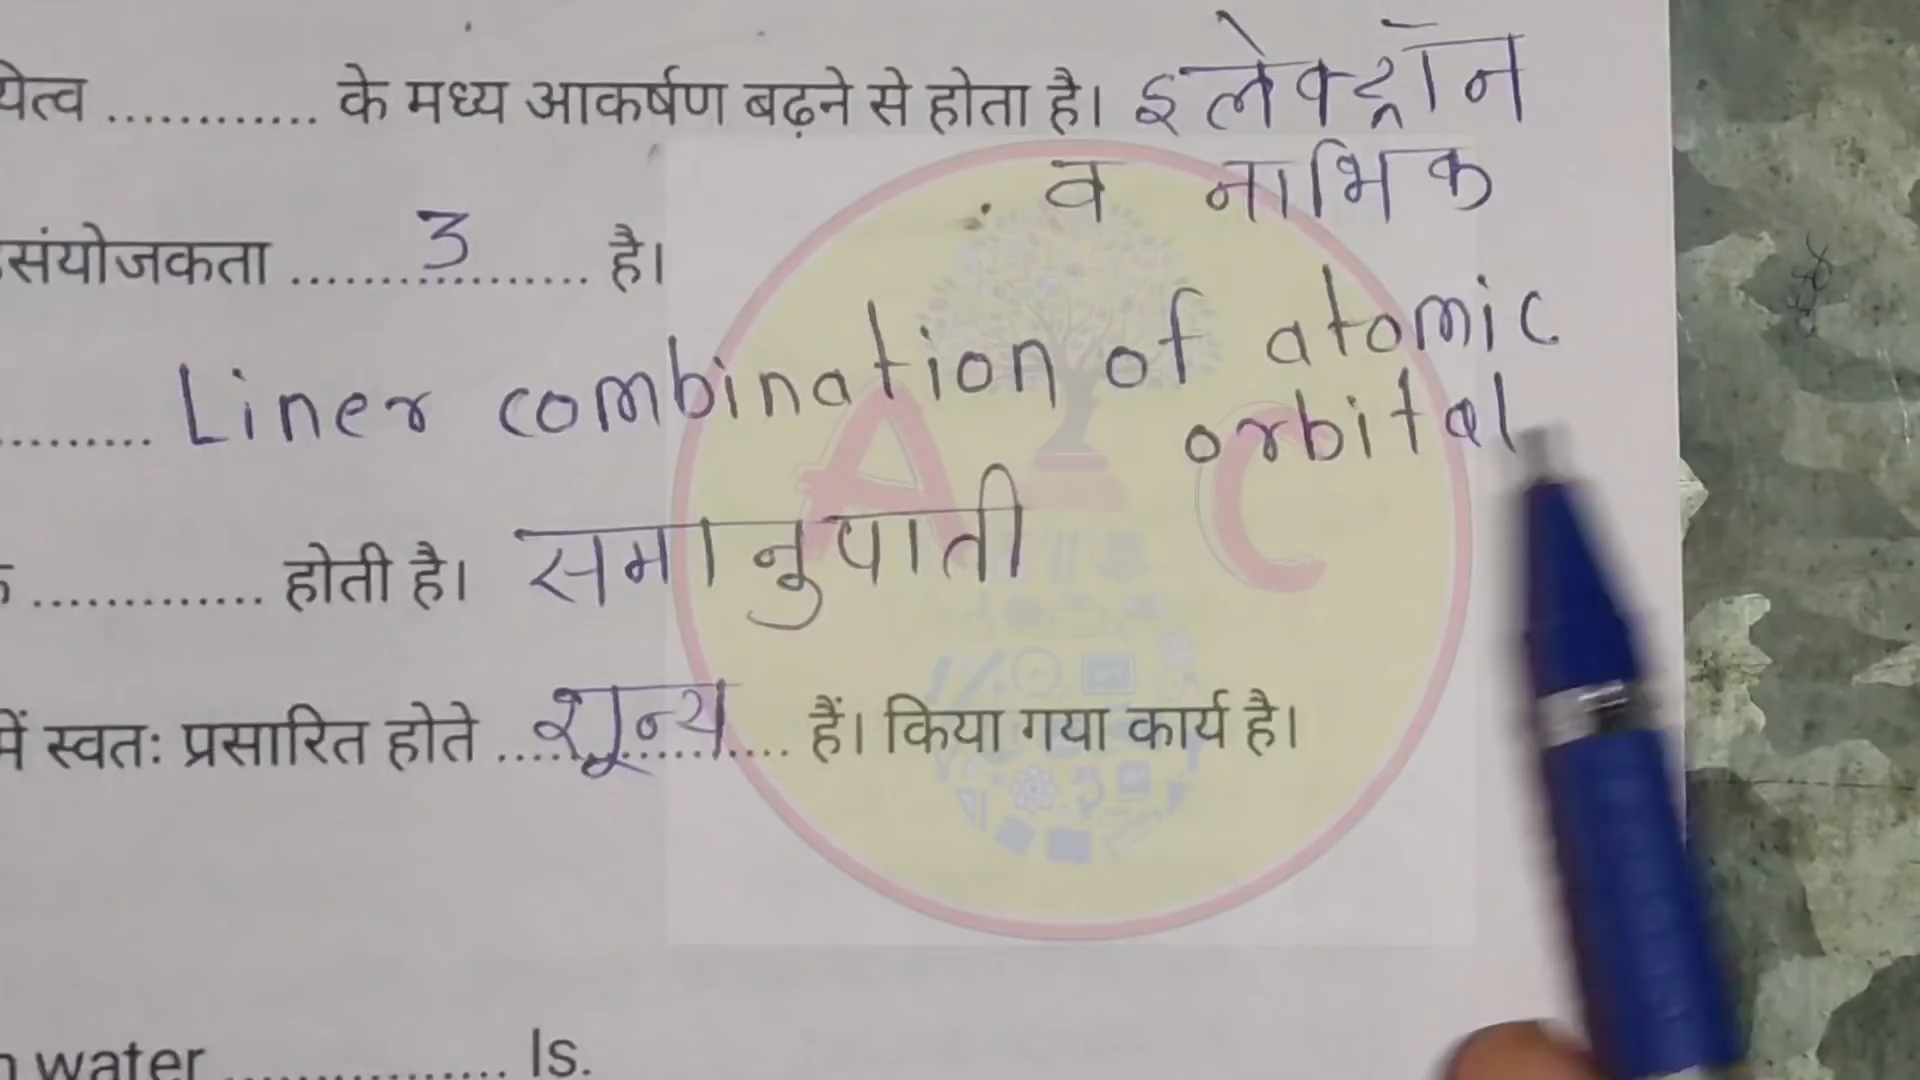 येत्व ............ के मध्य आकर्षण बढ़ने से होता है। इलेक्ट्रॉन
व नाभिक
संयोजकता ......3...... है।
......... Liner combination of atomic
orbital
............. होती है। समानुपाती
में स्वतः प्रसारित होते ....शून्य.... हैं। किया गया कार्य है।
A C
water ................ Is.